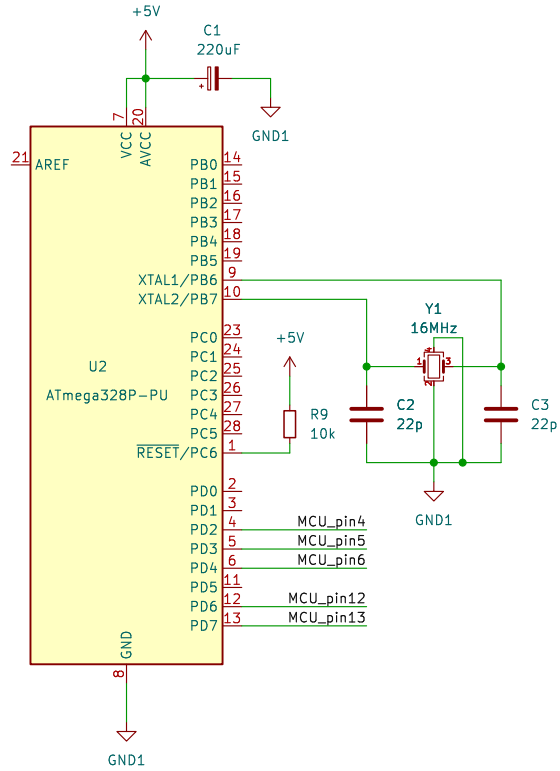 +5V
C1
220uF
+
GND1
7
20
VCC
AVCC
21
AREF
PB0
14
PB1
15
PB2
16
PB3
17
PB4
18
PB5
19
XTAL1/PB6
9
XTAL2/PB7
10
Y1
16MHz
1
2
3
4
+5V
PC0
23
PC1
24
U2
PC2
25
ATmega328P-PU
PC3
26
PC4
27
PC5
28
RESET/PC6
1
R9
10k
C2
22p
C3
22p
GND1
PD0
2
PD1
3
PD2
4
MCU_pin4
PD3
5
MCU_pin5
PD4
6
MCU_pin6
PD5
11
PD6
12
MCU_pin12
PD7
13
MCU_pin13
GND
8
GND1